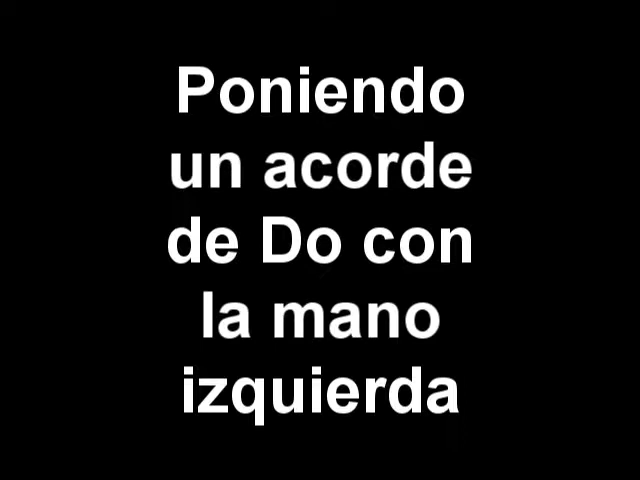 Poniendo
un acorde
de Do con
la mano
izquierda